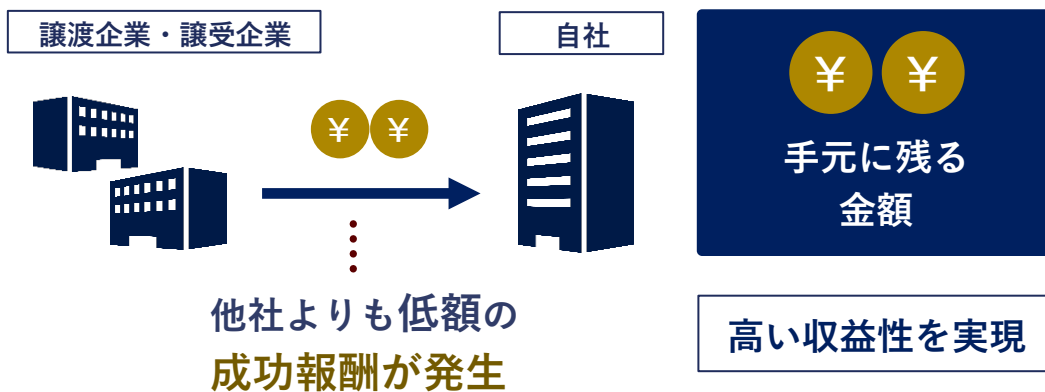 譲渡企業・譲受企業
自社
¥ ¥
¥ ¥
手元に残る
金額
他社よりも低額の
成功報酬が発生
高い収益性を実現